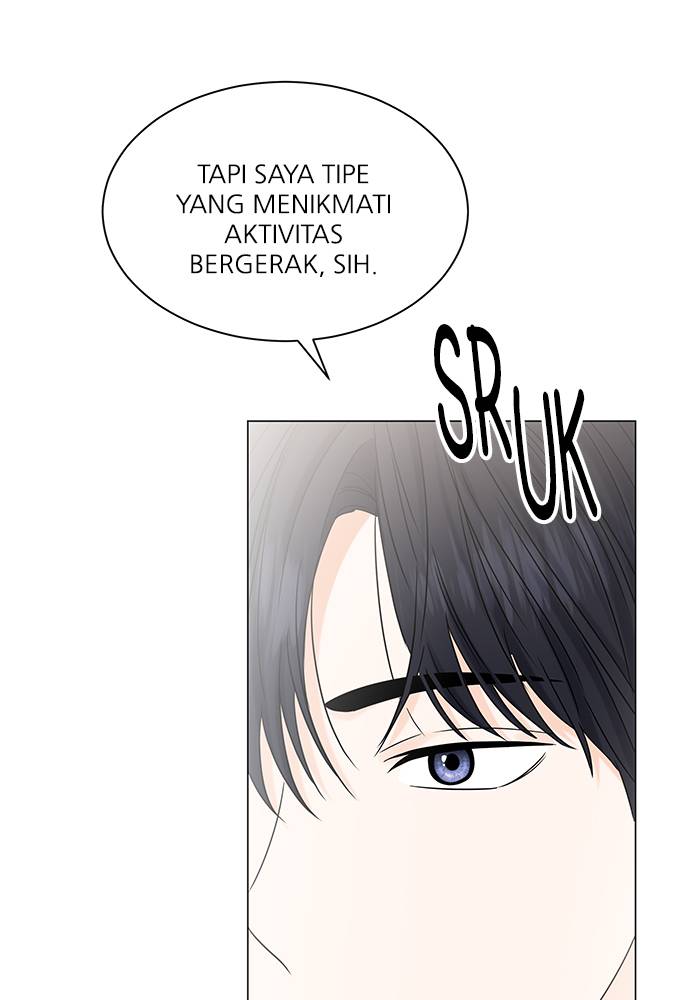 TAPI SAYA TIPE
YANG MENIKMATI
AKTIVITAS
BERGERAK, SIH.
SRUK